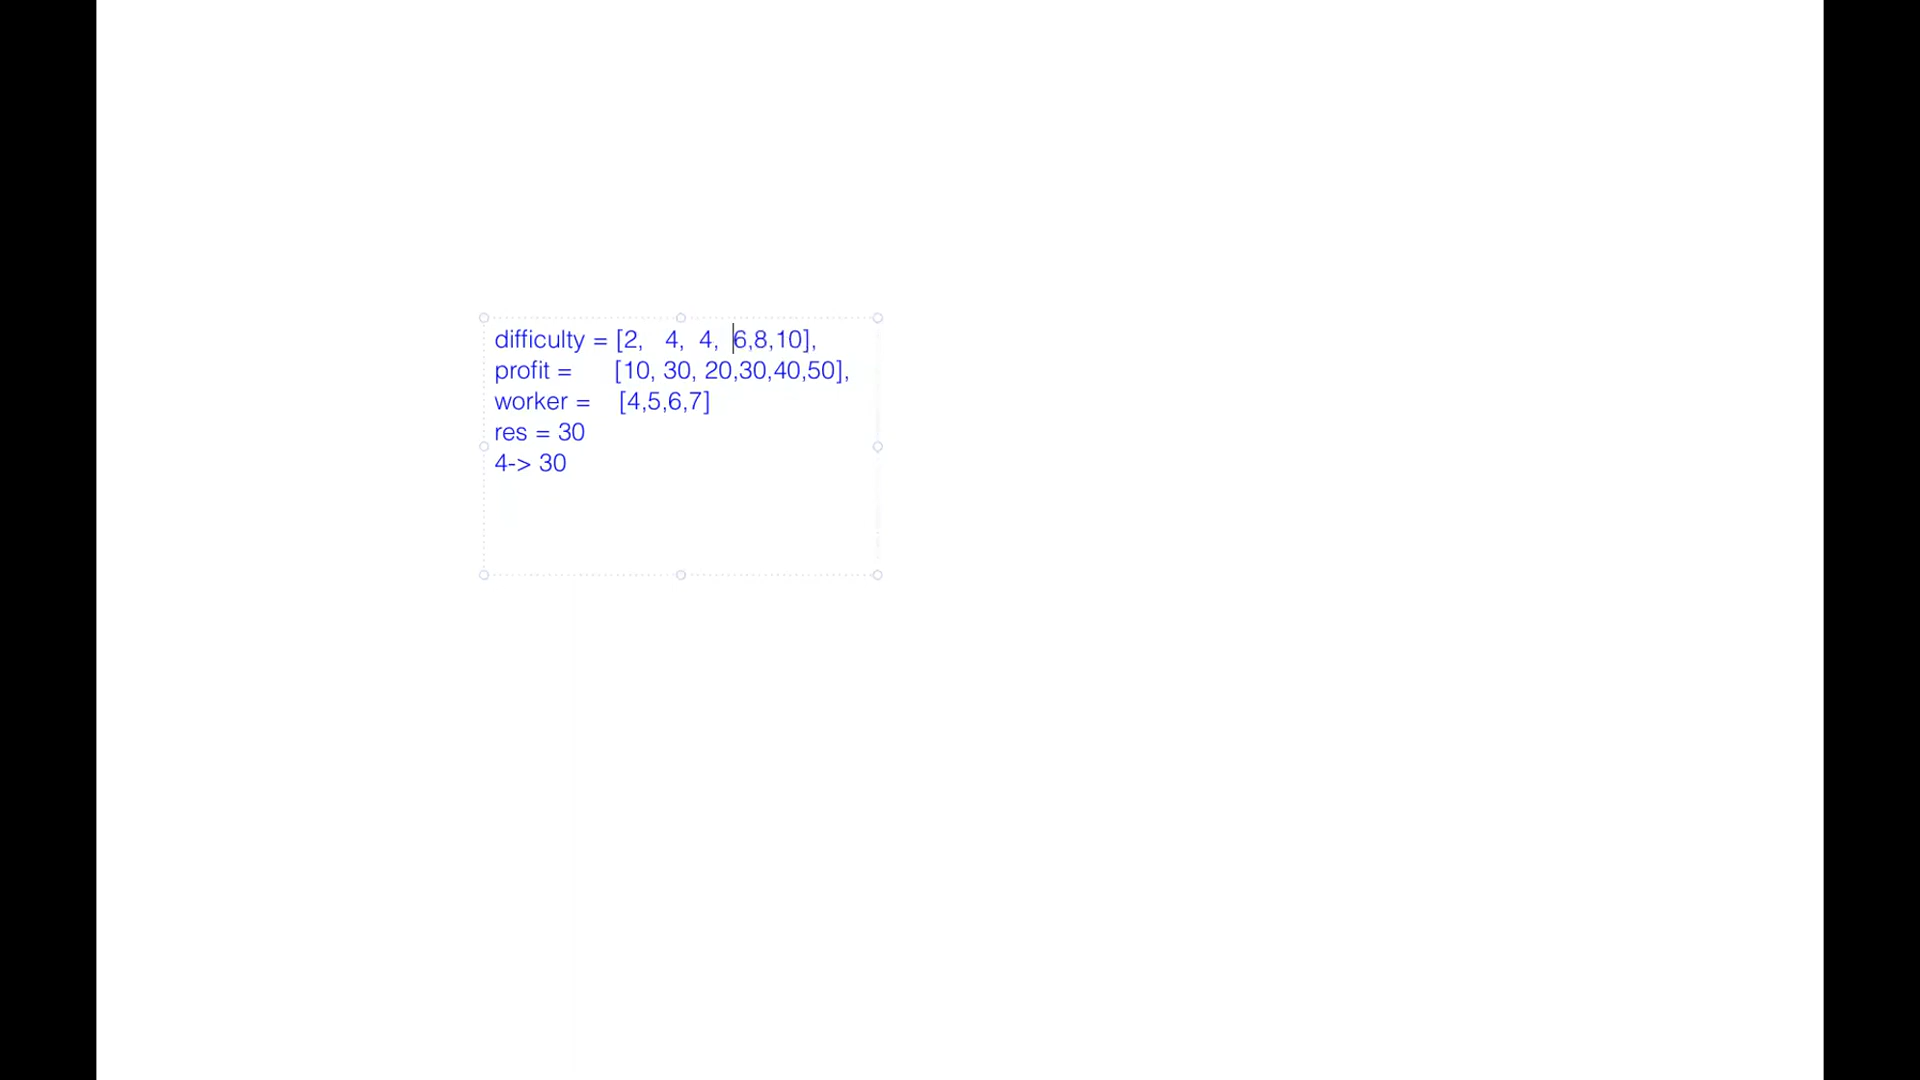 difficulty = [2, 4, 4, 6,8,10],
profit = [10, 30, 20,30,40,50],
worker = [4,5,6,7]
res = 30
4-> 30